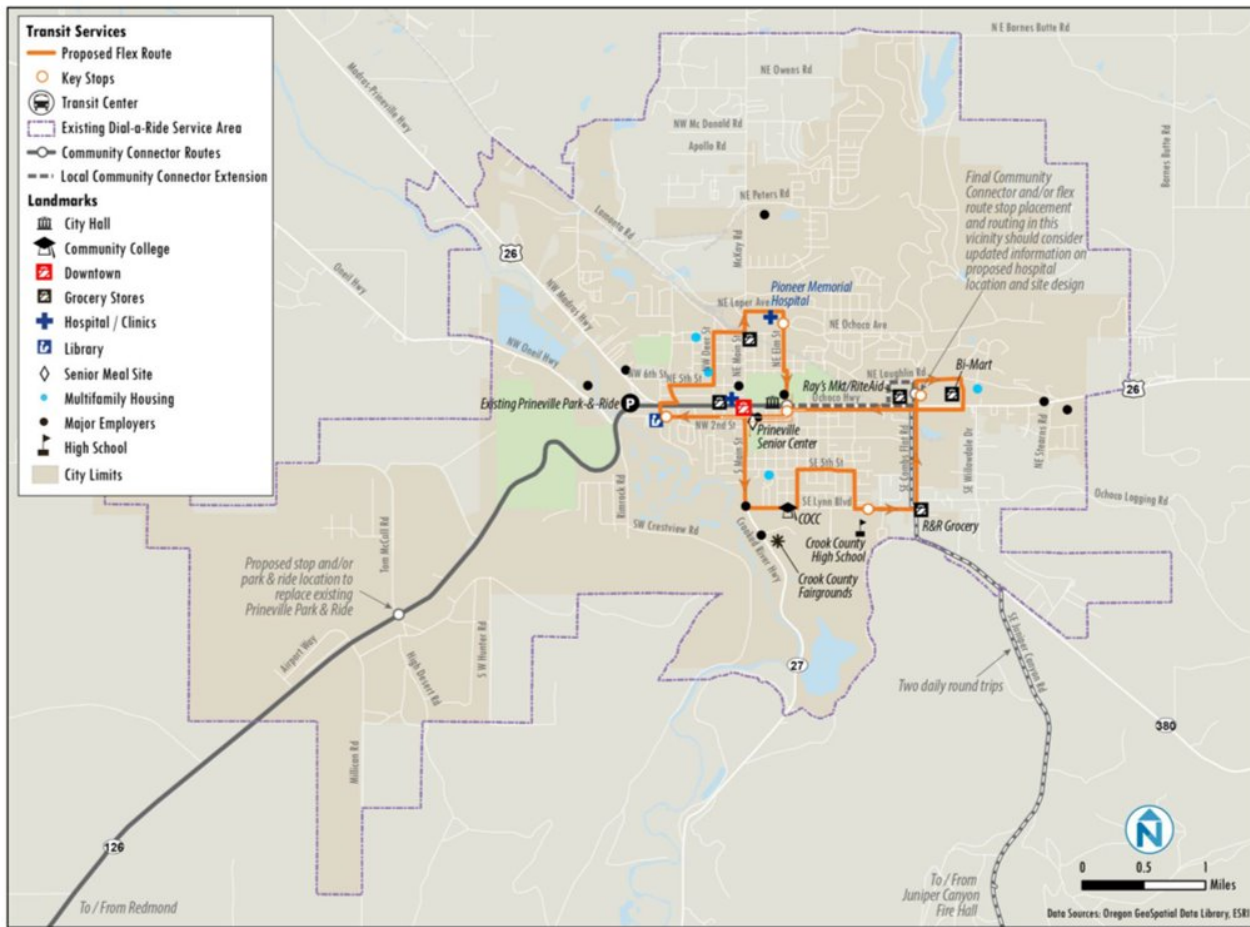 Transit Services
Proposed Flex Route
Key Stops
Transit Center
Existing Dial-a-Ride Service Area
Community Connector Routes
Local Community Connector Extension
Landmarks
City Hall
Community College
Downtown
Grocery Stores
Hospital / Clinics
Library
Senior Meal Site
Multifamily Housing
Major Employers
High School
City Limits
N E Barnes Butte Rd
NE Owens Rd
Madras-Prineville Hwy
NW Mc Donald Rd
Apollo Rd
Barnes Butte Rd
Final Community
Connector and/or flex
route stop placement
and routing in this
vicinity should consider
updated information on
proposed hospital
location and site design
NE Peters Rd
Lamonta Rd
McKay Rd
26
Oneil Hwy
NW Madras Hwy
Pioneer Memorial
Hospital
NE Loper Ave
NE Ochoco Ave
NW Oneil Hwy
NW Deer St
NE Main St
NE Elm St
NW 6th St
NE 5th St
NE Laughlin Rd
Bi-Mart
Ray's Mkt/RiteAid
26
Existing Prineville Park-&-Ride
P
Ochoco Hwy
NW 2nd St
Prineville
Senior Center
S Main St
SE 5th St
SE Combs Flat Rd
SE Willowdale Dr
NE Stearns Rd
Rimrock Rd
SE Lynn Blvd
Ochoco Logging Rd
COCC
R&R Grocery
SW Crestview Rd
Crooked River Hwy
Crook County
High School
Crook County
Fairgrounds
Tom McCall Rd
Proposed stop and/or
park & ride location to
replace existing
Prineville Park & Ride
Airport Way
High Desert Rd
S W Hunter Rd
27
SE Juniper Canyon Rd
Two daily round trips
380
Millican Rd
126
To / From Redmond
To / From
Juniper Canyon
Fire Hall
N
0 0.5 1
Miles
Data Sources: Oregon GeoSpatial Data Library, ESRI